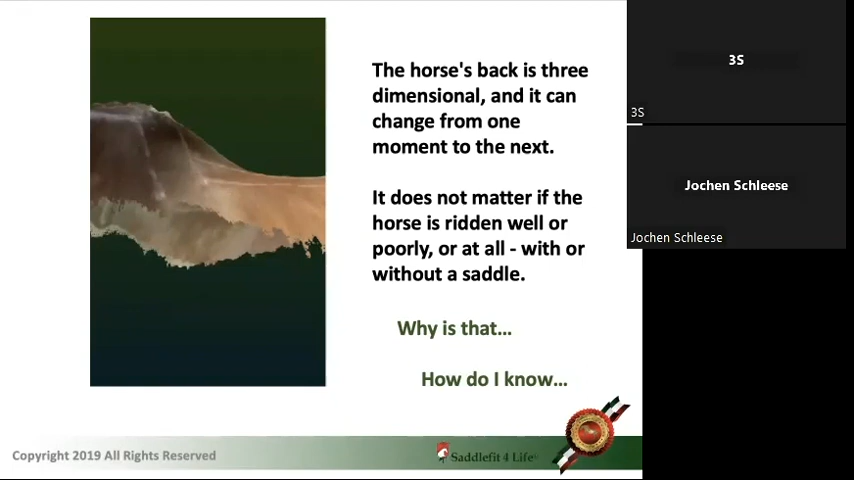 The horse's back is three
dimensional, and it can
change from one
moment to the next.
It does not matter if the
horse is ridden well or
poorly, or at all - with or
without a saddle.
Why is that...
How do I know...
Copyright 2019 All Rights Reserved
Saddlefit 4 Life
3S
3S
Jochen Schleese
Jochen Schleese